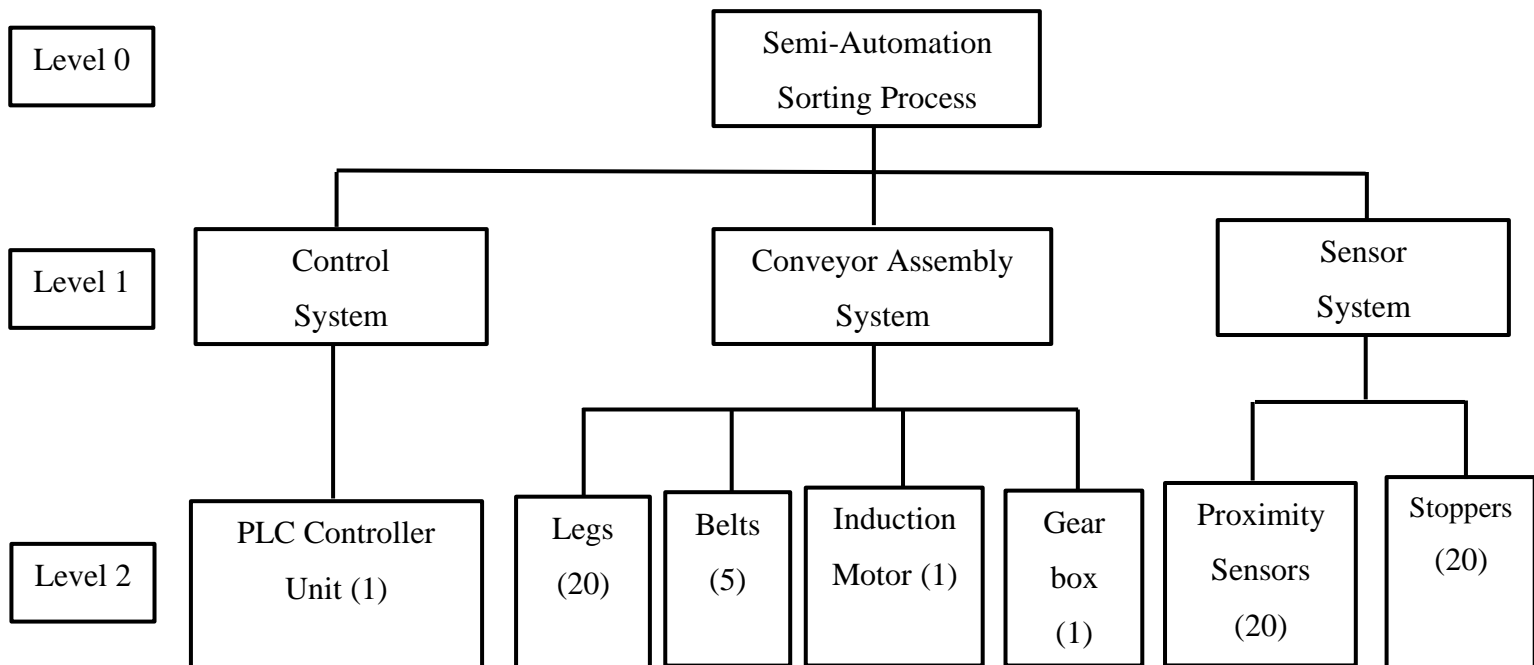 Level 0
Semi-Automation
Sorting Process
Level 1
Control
System
Conveyor Assembly
System
Sensor
System
Level 2
PLC Controller
Unit (1)
Legs
(20)
Belts
(5)
Induction
Motor (1)
Gear
box
(1)
Proximity
Sensors
(20)
Stoppers
(20)